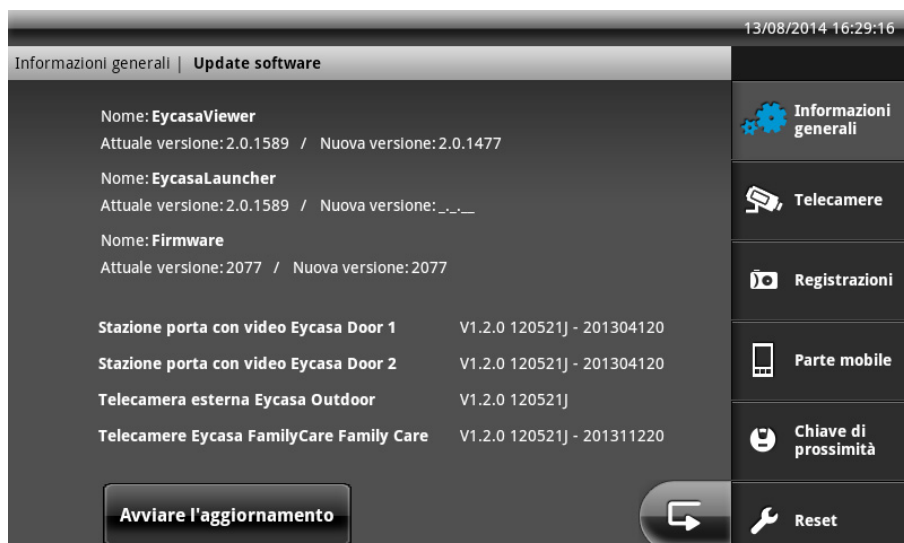 13/08/2014 16:29:16
Informazioni generali | Update software
Nome: EycasaViewer
Attuale versione: 2.0.1589 / Nuova versione: 2.0.1477
Nome: EycasaLauncher
Attuale versione: 2.0.1589 / Nuova versione: _._.__
Nome: Firmware
Attuale versione: 2077 / Nuova versione: 2077
Stazione porta con video Eycasa Door 1 V1.2.0 120521J - 201304120
Stazione porta con video Eycasa Door 2 V1.2.0 120521J - 201304120
Telecamera esterna Eycasa Outdoor V1.2.0 120521J
Telecamere Eycasa FamilyCare Family Care V1.2.0 120521J - 201311220
Avviare l'aggiornamento
Informazioni
generali
Telecamere
Registrazioni
Parte mobile
Chiave di
prossimità
Reset